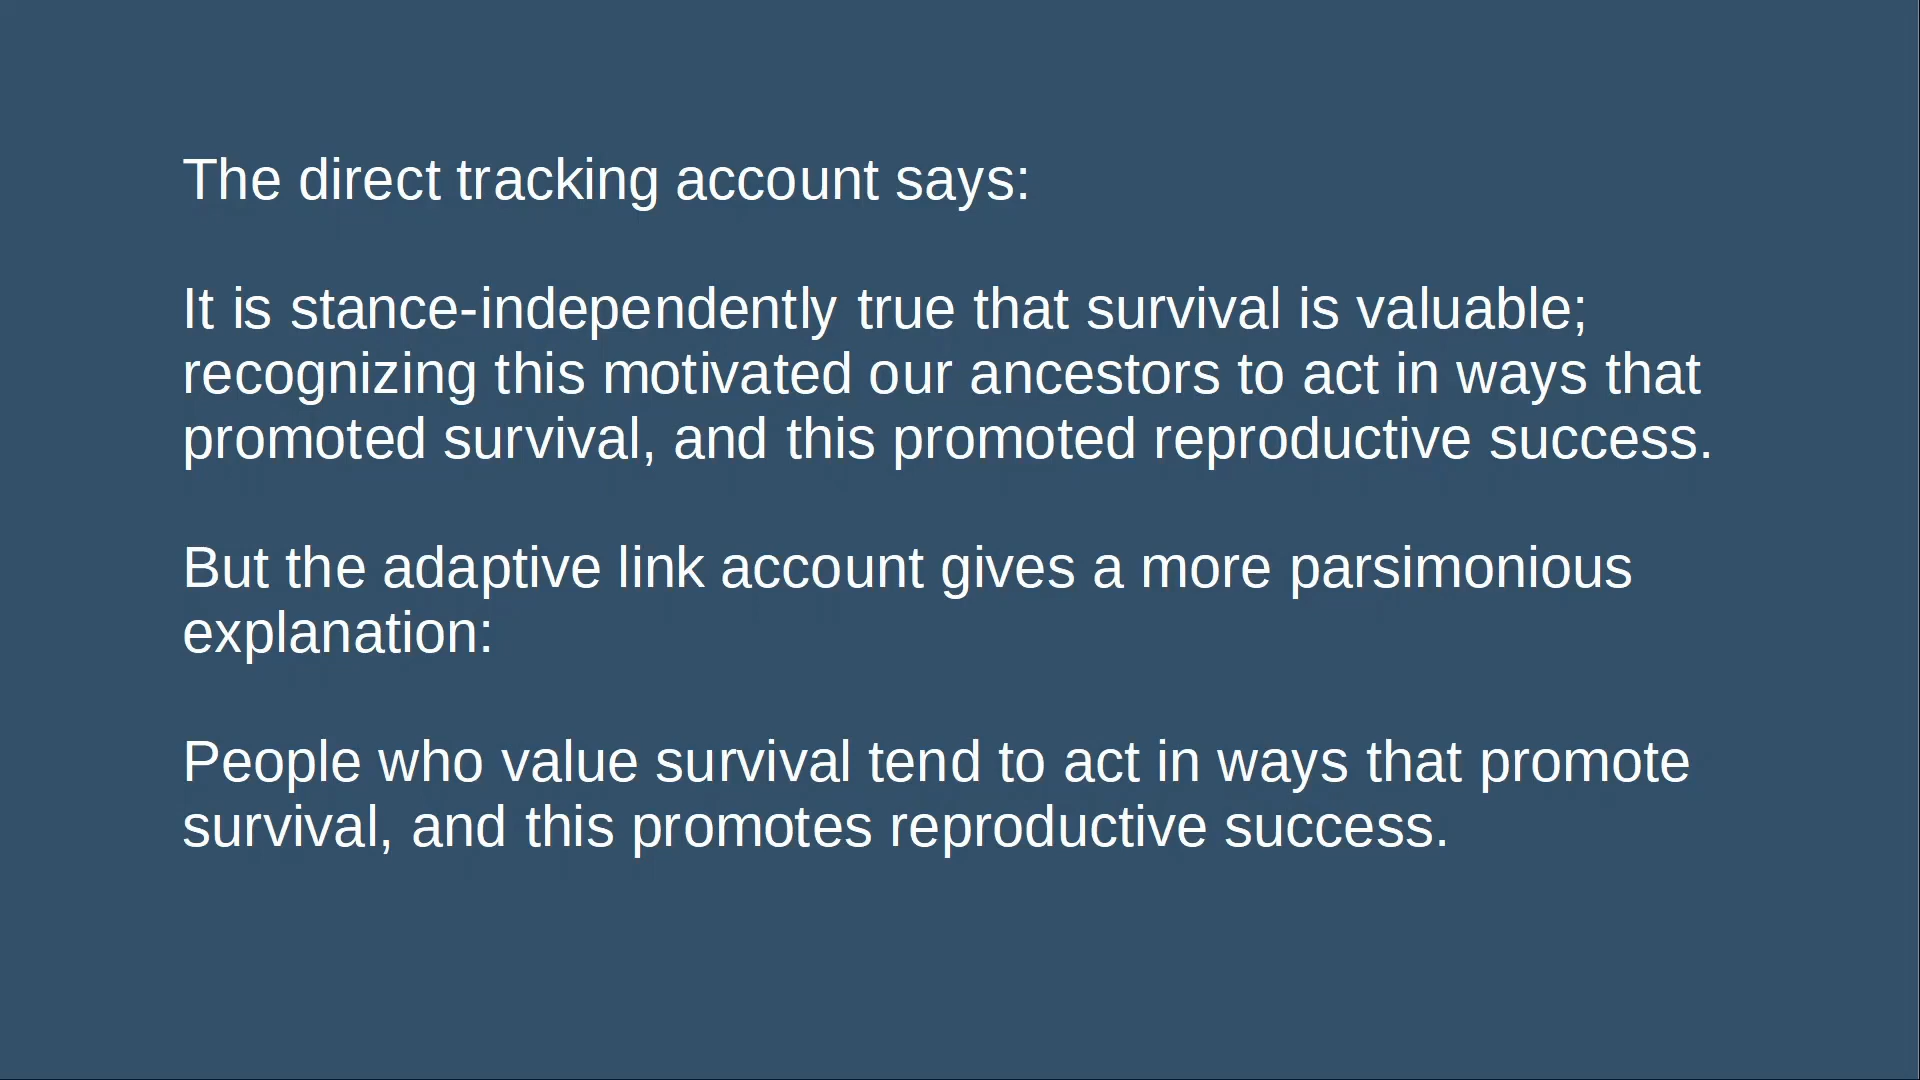 The direct tracking account says:
It is stance-independently true that survival is valuable;
recognizing this motivated our ancestors to act in ways that
promoted survival, and this promoted reproductive success.
But the adaptive link account gives a more parsimonious
explanation:
People who value survival tend to act in ways that promote
survival, and this promotes reproductive success.